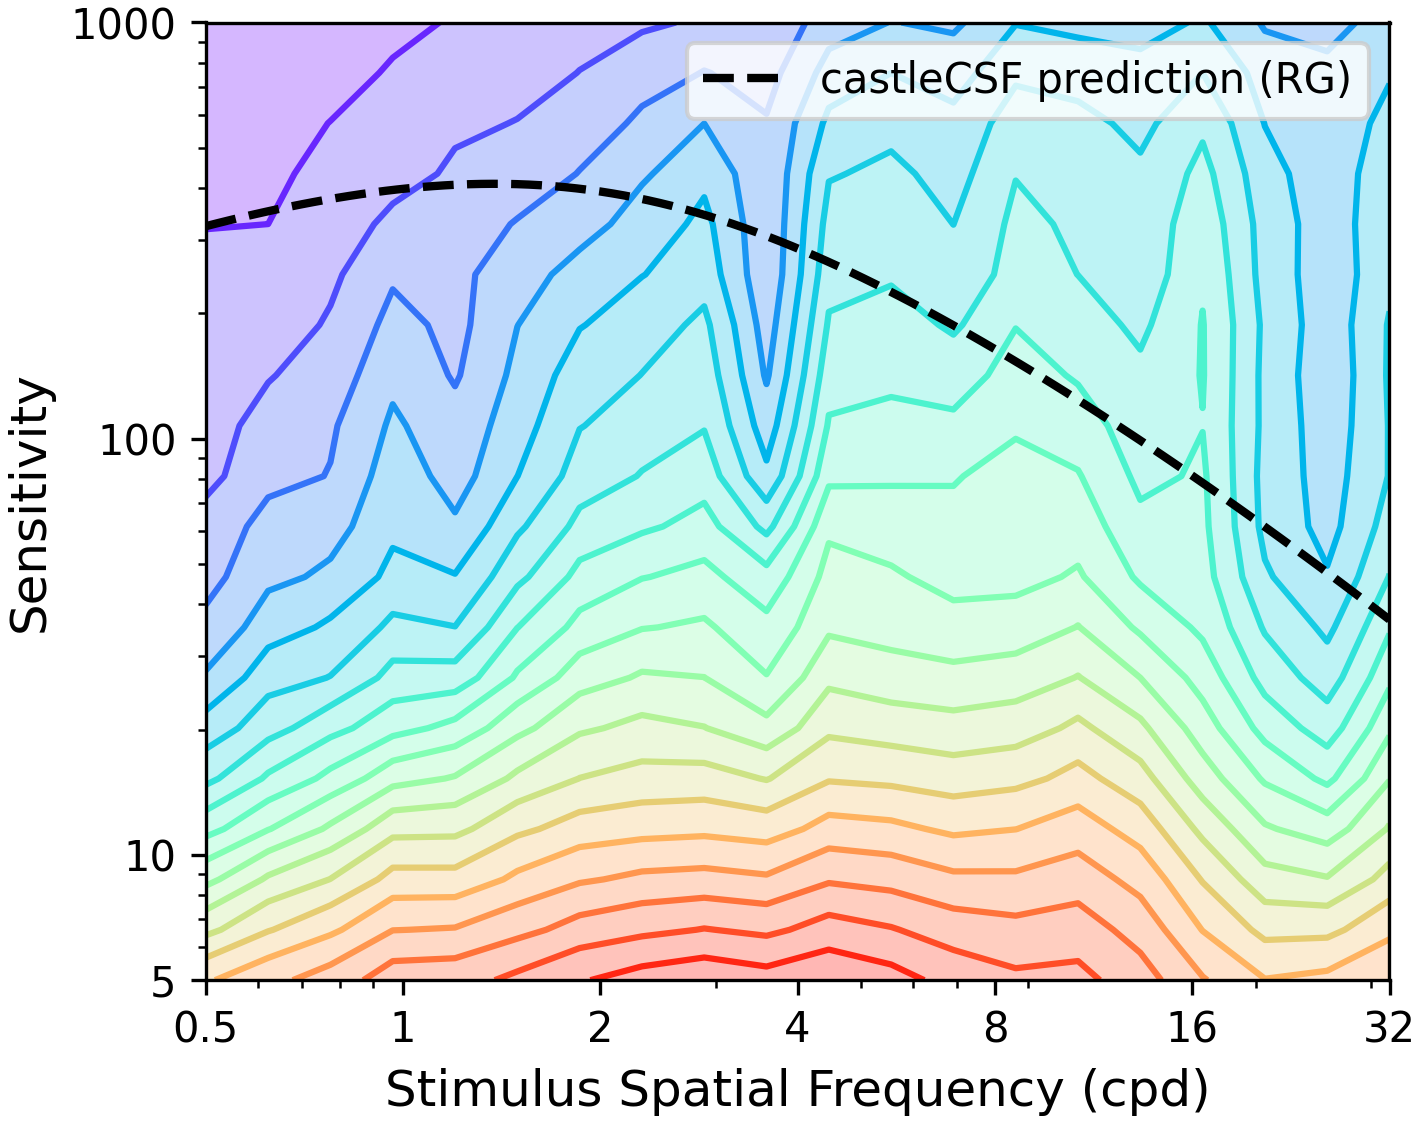 1000
castleCSF prediction (RG)
100
Sensitivity
10
5
0.5 1 2 4 8 16 32
Stimulus Spatial Frequency (cpd)